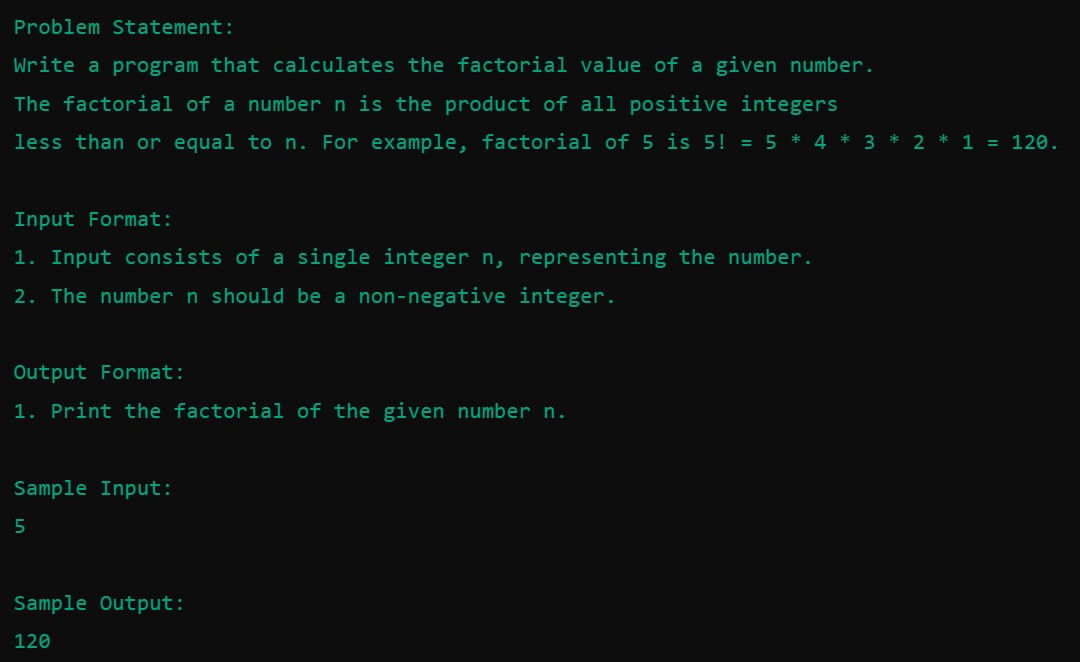 Problem Statement:
Write a program that calculates the factorial value of a given number.
The factorial of a number n is the product of all positive integers
less than or equal to n. For example, factorial of 5 is 5! = 5 * 4 * 3 * 2 * 1 = 120.
Input Format:
1. Input consists of a single integer n, representing the number.
2. The number n should be a non-negative integer.
Output Format:
1. Print the factorial of the given number n.
Sample Input:
5
Sample Output:
120